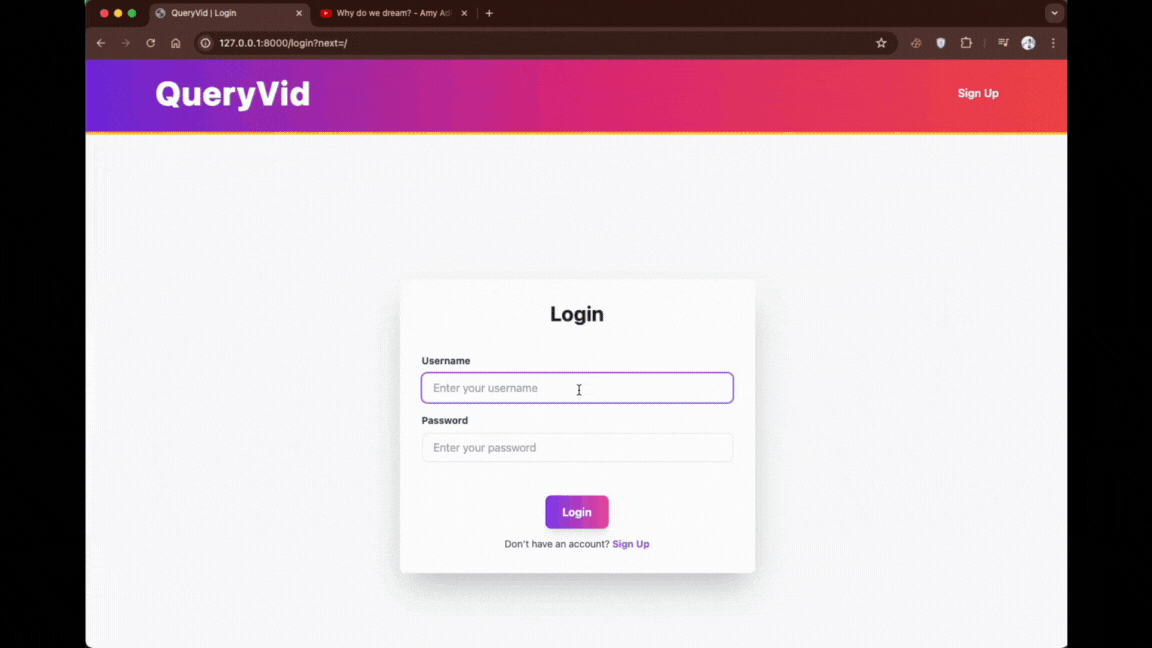 QueryVid | Login
Why do we dream? - Amy Ad
127.0.0.1:8000/login?next=/
QueryVid
Sign Up
Login
Username
Enter your username
Password
Enter your password
Login
Don't have an account? Sign Up